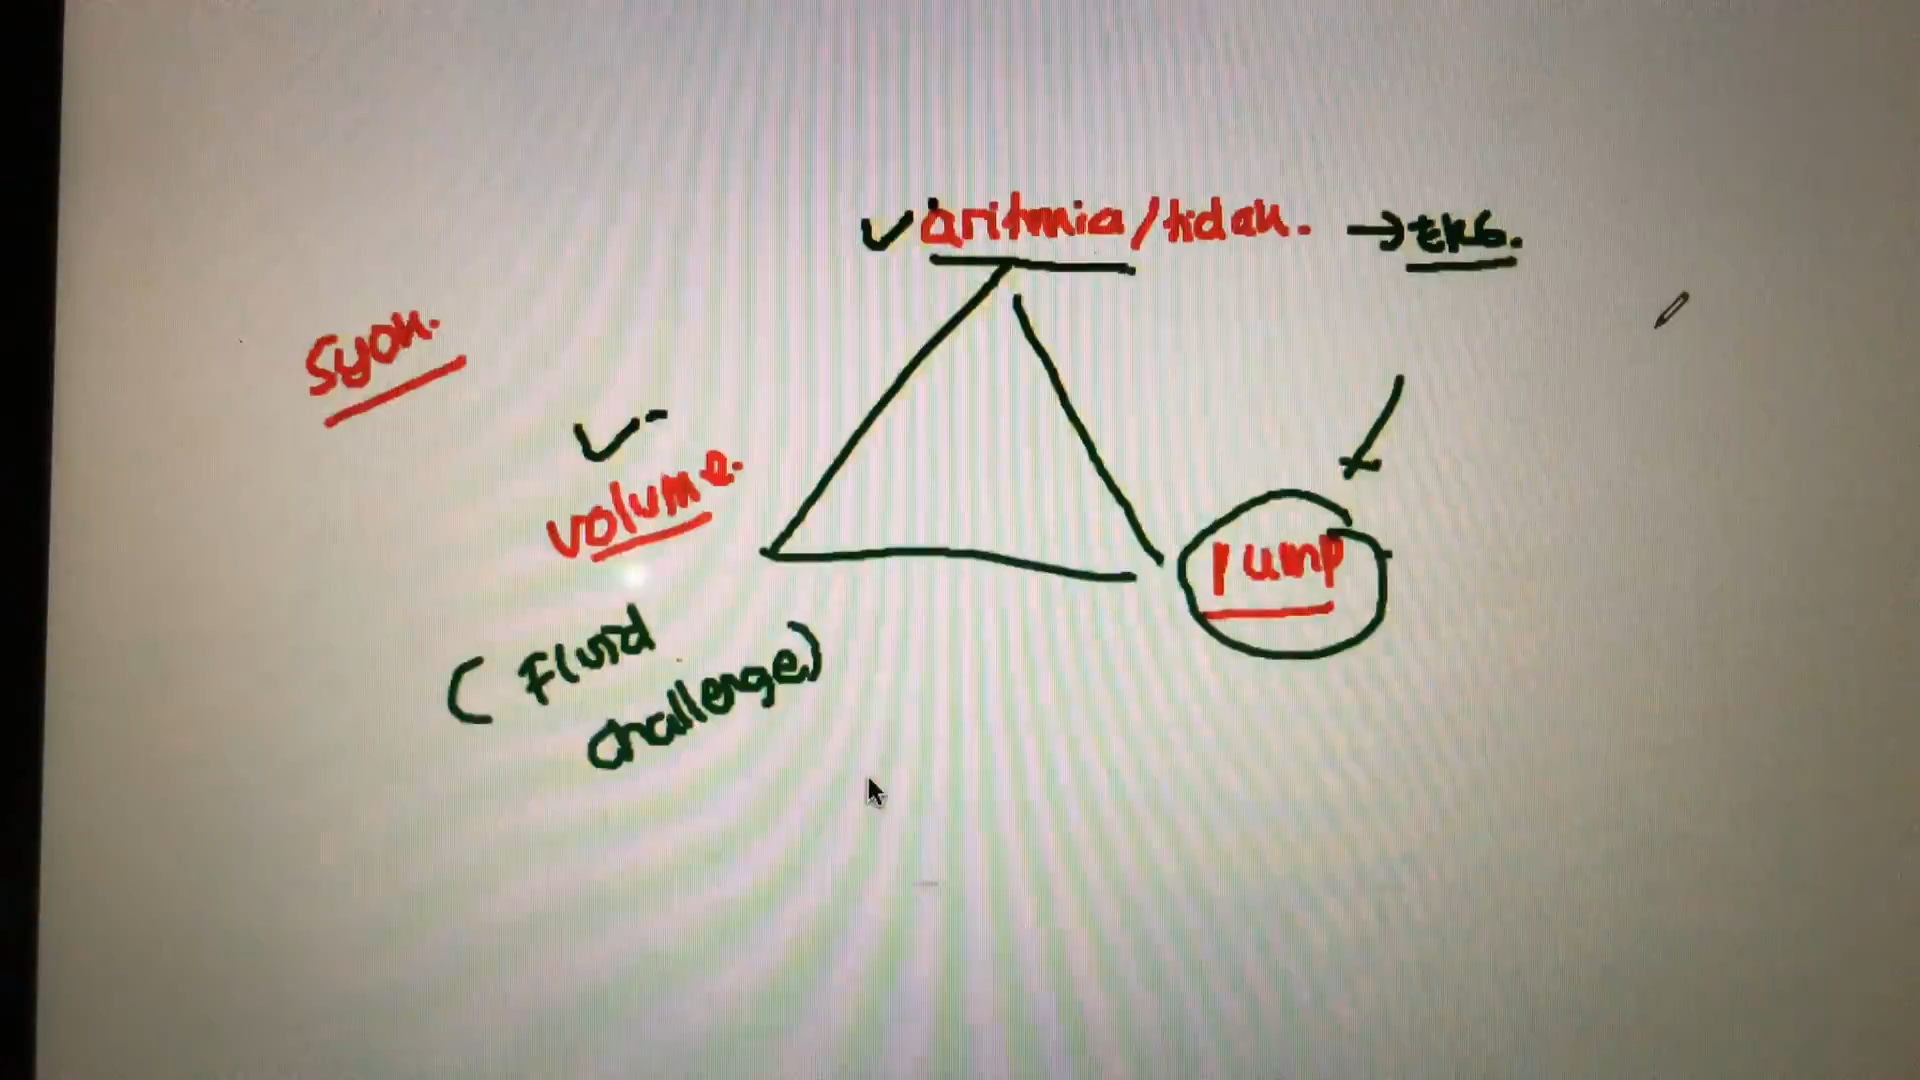 aritmia/tidak. → EKG.
Syok.
volume.
pump
(Fluid
challenge)